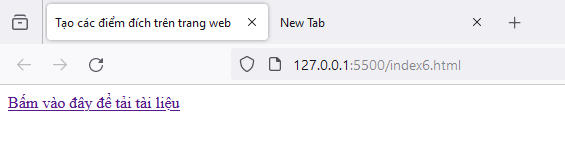 Tạo các điểm đích trên trang web
New Tab
127.0.0.1:5500/index6.html
Bấm vào đây để tải tài liệu